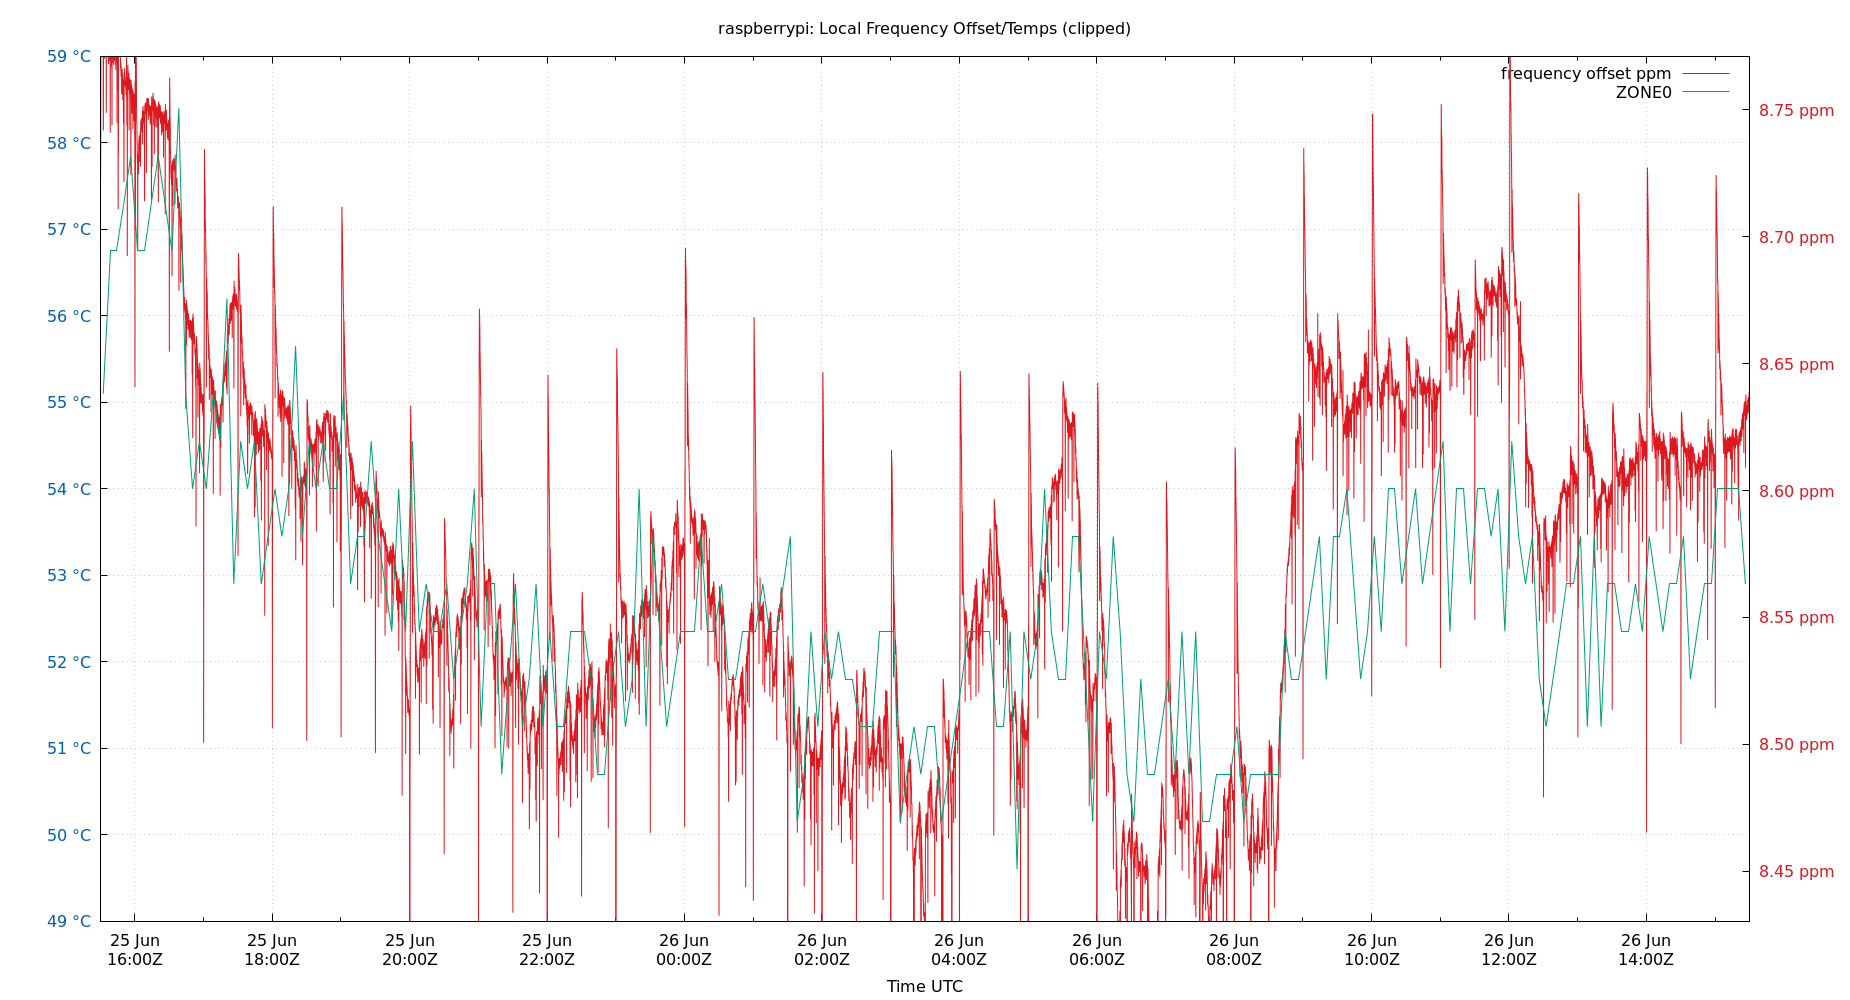 raspberrypi: Local Frequency Offset/Temps (clipped)
59 °C
58 °C
57 °C
56 °C
55 °C
54 °C
53 °C
52 °C
51 °C
50 °C
49 °C
frequency offset ppm
ZONE0
8.75 ppm
8.70 ppm
8.65 ppm
8.60 ppm
8.55 ppm
8.50 ppm
8.45 ppm
25 Jun
16:00Z
25 Jun
18:00Z
25 Jun
20:00Z
25 Jun
22:00Z
26 Jun
00:00Z
26 Jun
02:00Z
26 Jun
04:00Z
26 Jun
06:00Z
26 Jun
08:00Z
26 Jun
10:00Z
26 Jun
12:00Z
26 Jun
14:00Z
Time UTC